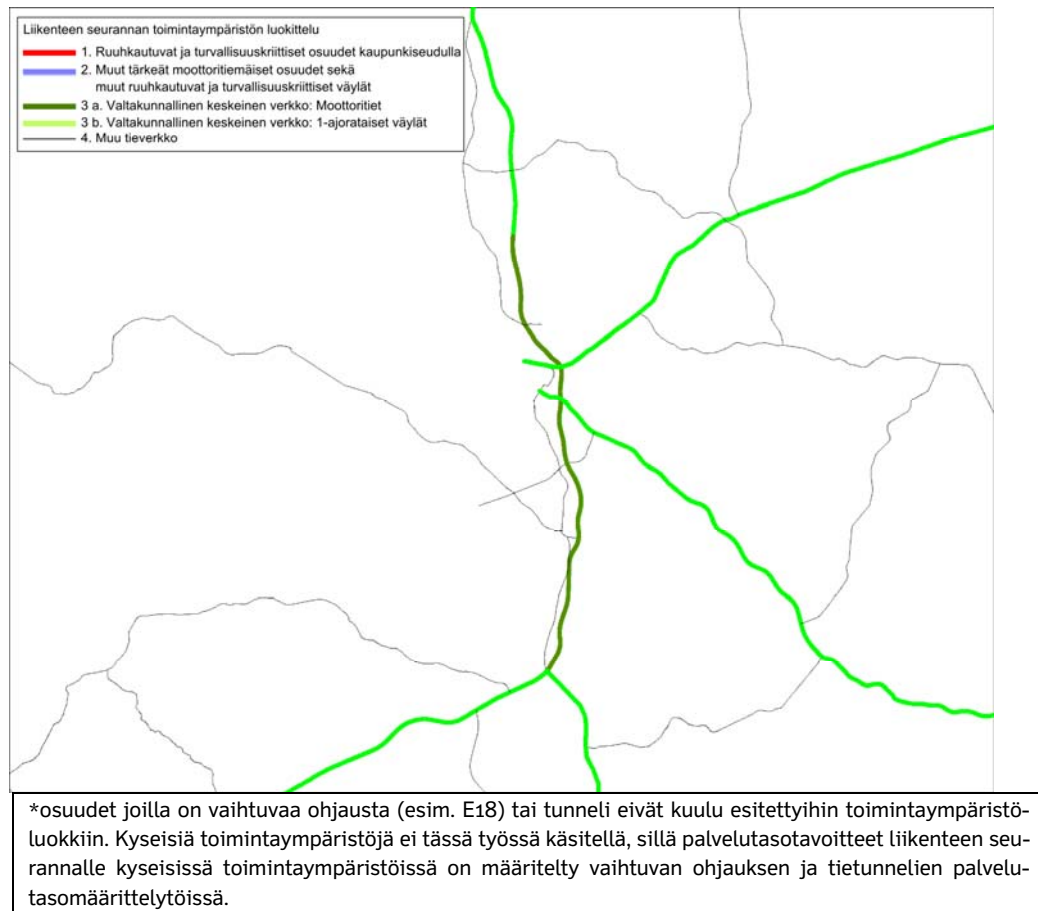 Liikenteen seurannan toimintaympäristön luokittelu
1. Ruuhkautuvat ja turvallisuuskriittiset osuudet kaupunkiseudulla
2. Muut tärkeät moottoritiemäiset osuudet sekä
muut ruuhkautuvat ja turvallisuuskriittiset väylät
3 a. Valtakunnallinen keskeinen verkko: Moottoritiet
3 b. Valtakunnallinen keskeinen verkko: 1-ajorataiset väylät
4. Muu tieverkko
*osuudet joilla on vaihtuvaa ohjausta (esim. E18) tai tunneli eivät kuulu esitettyihin toimintaympäristö-
luokkiin. Kyseisiä toimintaympäristöjä ei tässä työssä käsitellä, sillä palvelutasotavoitteet liikenteen seu-
rannalle kyseisissä toimintaympäristöissä on määritelty vaihtuvan ohjauksen ja tietunnelien palvelu-
tasomäärittelytöissä.